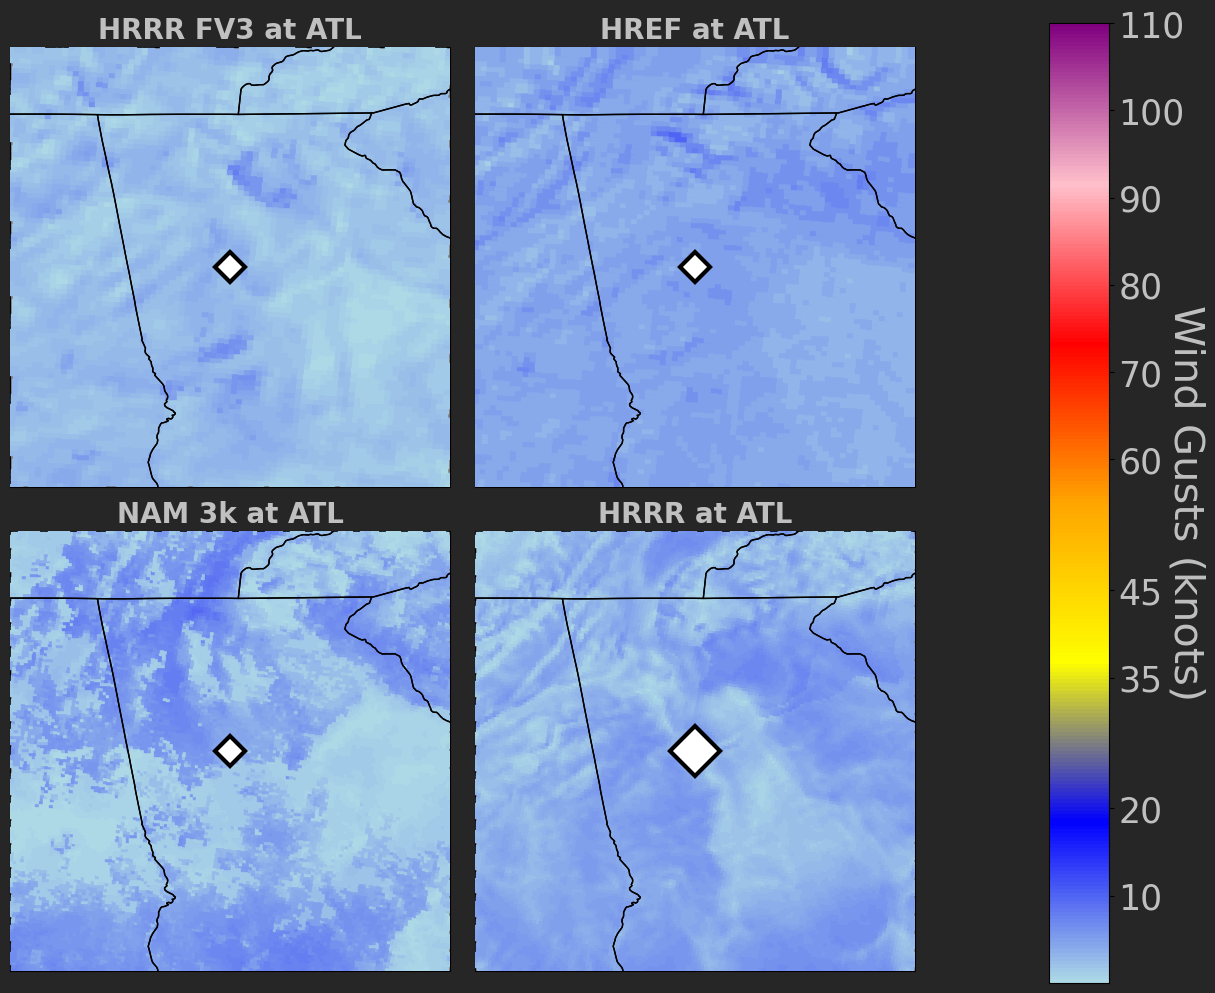 HRRR FV3 at ATL
HREF at ATL
NAM 3k at ATL
HRRR at ATL
110
100
90
80
70
60
45
35
20
10
Wind Gusts (knots)